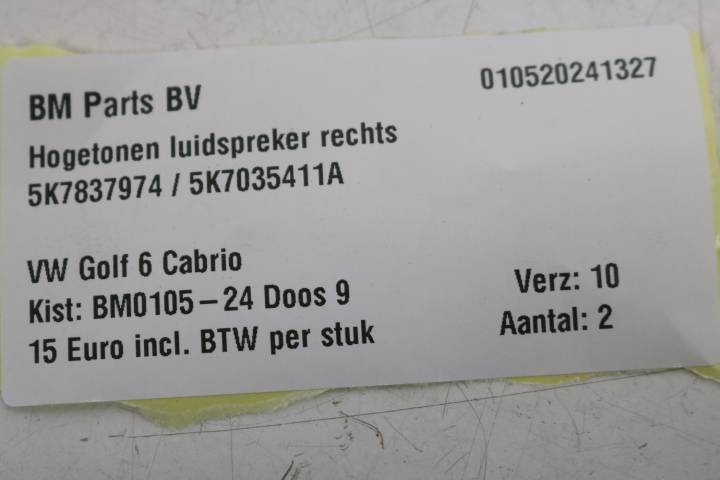 BM Parts BV
010520241327
Hogetonen luidspreker rechts
5K7837974 / 5K7035411A
VW Golf 6 Cabrio
Kist: BM0105-24 Doos 9
Verz: 10
15 Euro incl. BTW per stuk
Aantal: 2